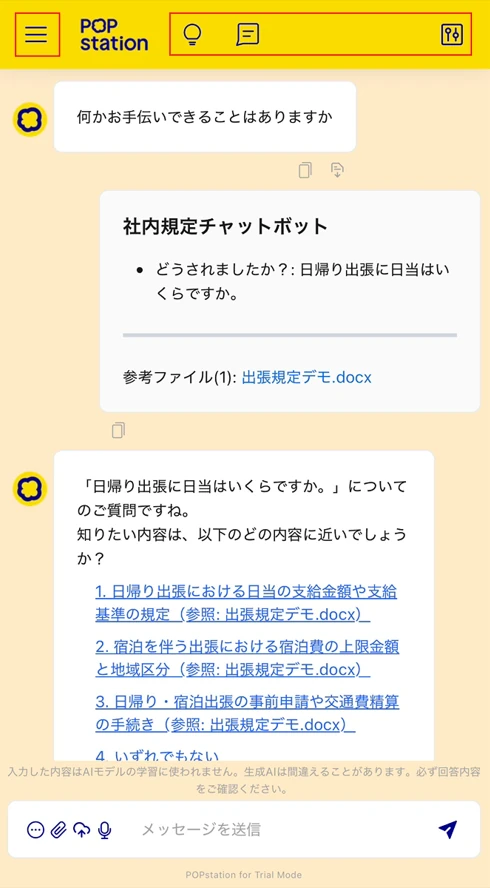 POP
station
何かお手伝いできることはありますか
社内規定チャットボット
• どうされましたか？: 日帰り出張に日当はい
くらですか。
参考ファイル(1): 出張規定デモ.docx
「日帰り出張に日当はいくらですか。」について
のご質問ですね。
知りたい内容は、以下のどの内容に近いでしょう
か？
1. 日帰り出張における日当の支給金額や支給
基準の規定（参照: 出張規定デモ.docx）
2. 宿泊を伴う出張における宿泊費の上限金額
と地域区分（参照: 出張規定デモ.docx）
3. 日帰り・宿泊出張の事前申請や交通費精算
の手続き（参照: 出張規定デモ.docx）
4. いずれでもない
入力した内容はAIモデルの学習に使われません。生成AIは間違えることがあります。必ず回答内容
をご確認ください。
メッセージを送信
POPstation for Trial Mode